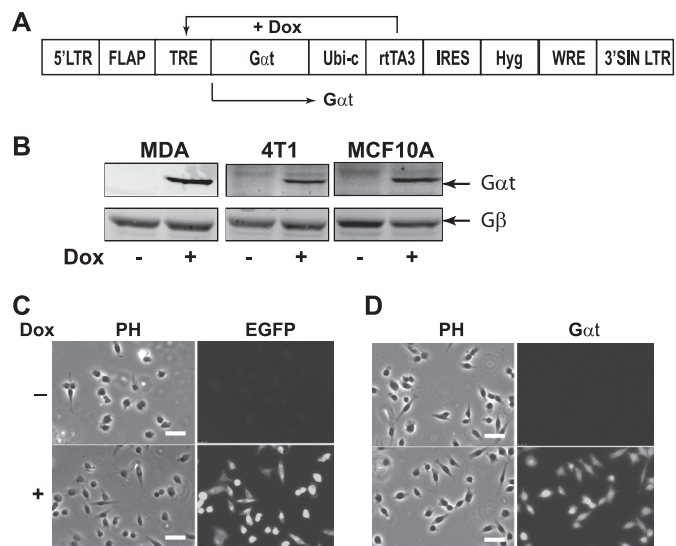 A
+ Dox
5'LTR FLAP TRE Gαt Ubi-c rtTA3 IRES Hyg WRE 3'SIN LTR
Gαt
B
MDA 4T1 MCF10A
Gαt
Gβ
Dox - + - + - +
C
Dox PH EGFP
–
+
D
PH Gαt